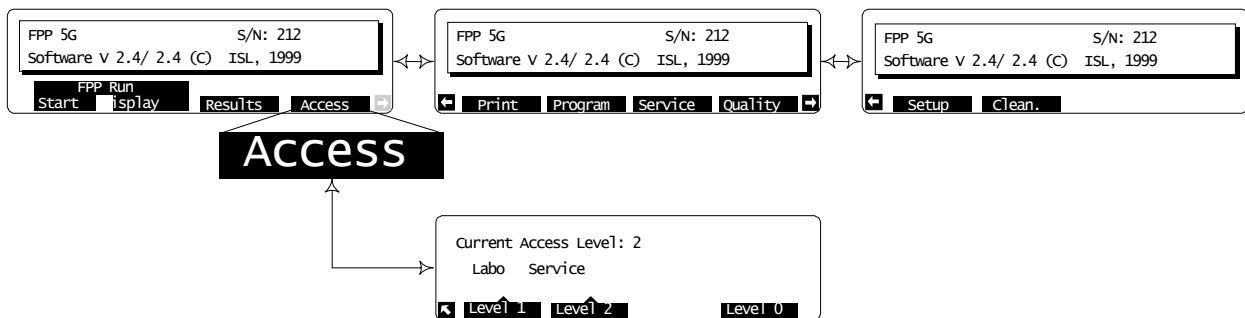 FPP 5G S/N: 212
Software V 2.4/ 2.4 (C) ISL, 1999
FPP Run
Start isplay Results Access
FPP 5G S/N: 212
Software V 2.4/ 2.4 (C) ISL, 1999
Print Program Service Quality
FPP 5G S/N: 212
Software V 2.4/ 2.4 (C) ISL, 1999
Setup Clean.
Access
Current Access Level: 2
Labo Service
Level 1 Level 2 Level 0